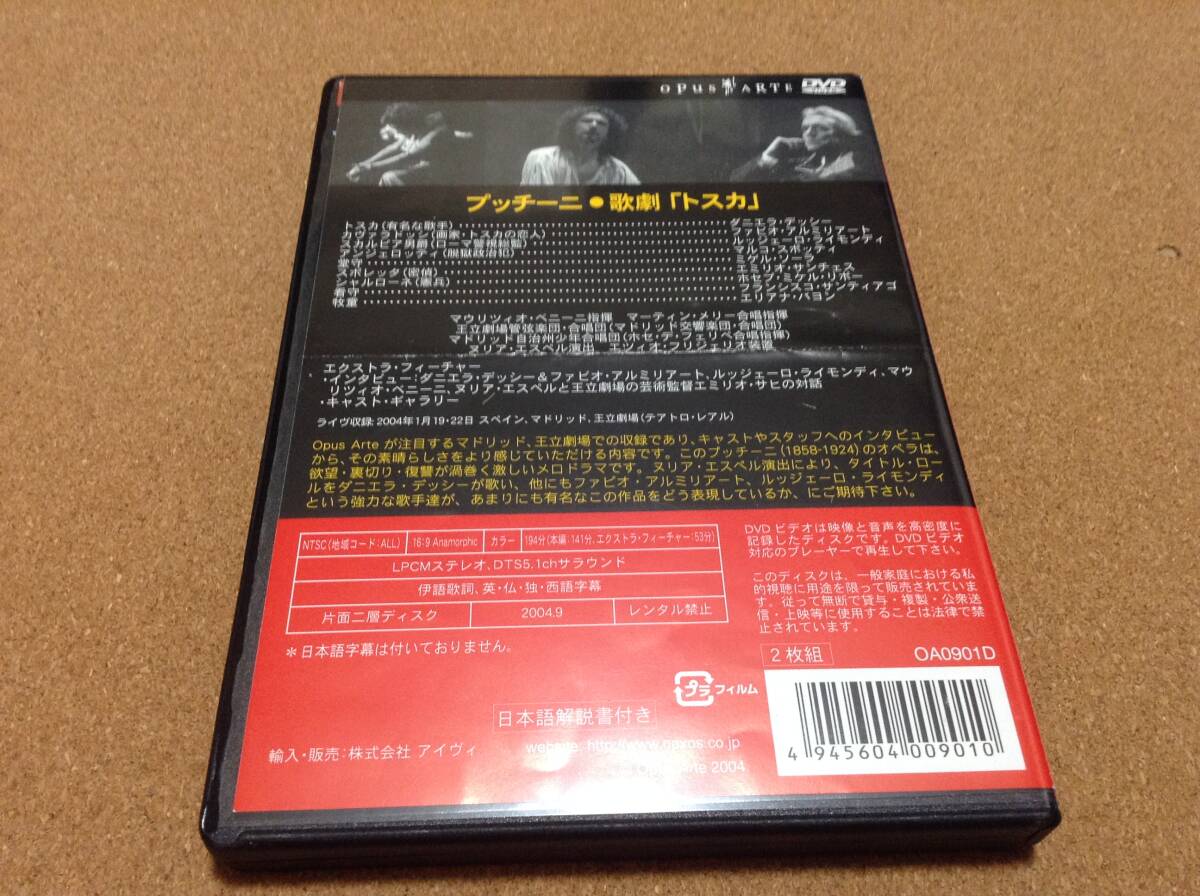 OPUS ARTE
DVD
プッチーニ●歌劇「トスカ」
トスカ(有名な歌手) ダニエラ・デッシー
カヴァラドッシ(画家、トスカの恋人) ファビオ・アルミリアート
スカルピア男爵(ローマ警視総監) ルッジェーロ・ライモンディ
アンジェロッティ(脱獄政治犯) マルコ・スポッティ
堂守 ミゲル・ソーラ
スポレッタ(密偵) エミリオ・サンチェス
シャルローネ(憲兵) ホセプ・ミケル・リボー
看守 フランシスコ・サンティアゴ
牧童 エリアナ・バヨン
マウリツィオ・ベニーニ指揮 マーティン・メリー合唱指揮
王立劇場管弦楽団・合唱団(マドリッド交響楽団・合唱団)
マドリッド自治州少年合唱団(ホセ・デ・フェリペ合唱指揮)
ヌリア・エスペル演出 エツィオ・フリジェリオ装置
エクストラ・フィーチャー
・インタビュー:ダニエラ・デッシー&ファビオ・アルミリアート、ルッジェーロ・ライモンディ、マウ
リツィオ・ベニーニ、ヌリア・エスペルと王立劇場の芸術監督エミリオ・サヒの対話
・キャスト・ギャラリー
ライヴ収録:2004年1月19・22日 スペイン、マドリッド、王立劇場(テアトロ・レアル)
Opus Arte が注目するマドリッド、王立劇場での収録であり、キャストやスタッフへのインタビュー
から、その素晴らしさをより感じていただける内容です。このプッチーニ(1858-1924)のオペラは、
欲望・裏切り・復讐が渦巻く激しいメロドラマです。ヌリア・エスペル演出により、タイトル・ロー
ルをダニエラ・デッシーが歌い、他にもファビオ・アルミリアート、ルッジェーロ・ライモンディ
という強力な歌手達が、あまりにも有名なこの作品をどう表現しているか、にご期待下さい。
NTSC(地域コード:ALL) 16:9 Anamorphic カラー 194分(本編:141分、エクストラ・フィーチャー:53分)
LPCMステレオ、DTS5.1chサラウンド
伊語歌詞、英・仏・独・西語字幕
片面二層ディスク 2004.9 レンタル禁止
*日本語字幕は付いておりません。
DVDビデオは映像と音声を高密度に
記録したディスクです。DVDビデオ
対応のプレーヤーで再生して下さい。
このディスクは、一般家庭における私
的視聴に用途を限って販売されていま
す。従って無断で貸与・複製・公衆送
信、上映等に使用することは法律で禁
止されています。
2枚組 OA0901D
プラ フィルム
日本語解説書付き
輸入・販売:株式会社 アイヴィ
website: http://www.naxos.co.jp
Opus Arte 2004
4 945604 009010